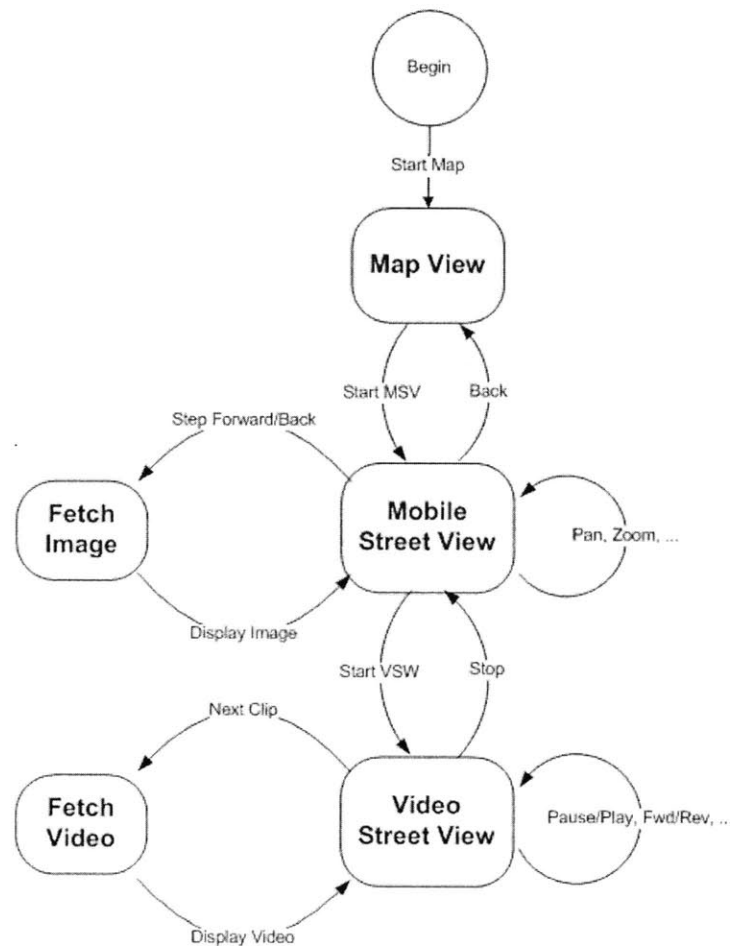 Begin
Start Map
Map View
Start MSV
Back
Step Forward/Back
Fetch
Image
Mobile
Street View
Pan, Zoom, ...
Display Image
Start VSW
Stop
Next Clip
Fetch
Video
Video
Street View
Pause/Play, Fwd/Rev, ..
Display Video